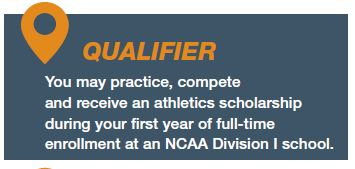 QUALIFIER
You may practice, compete
and receive an athletics scholarship
during your first year of full-time
enrollment at an NCAA Division I school.